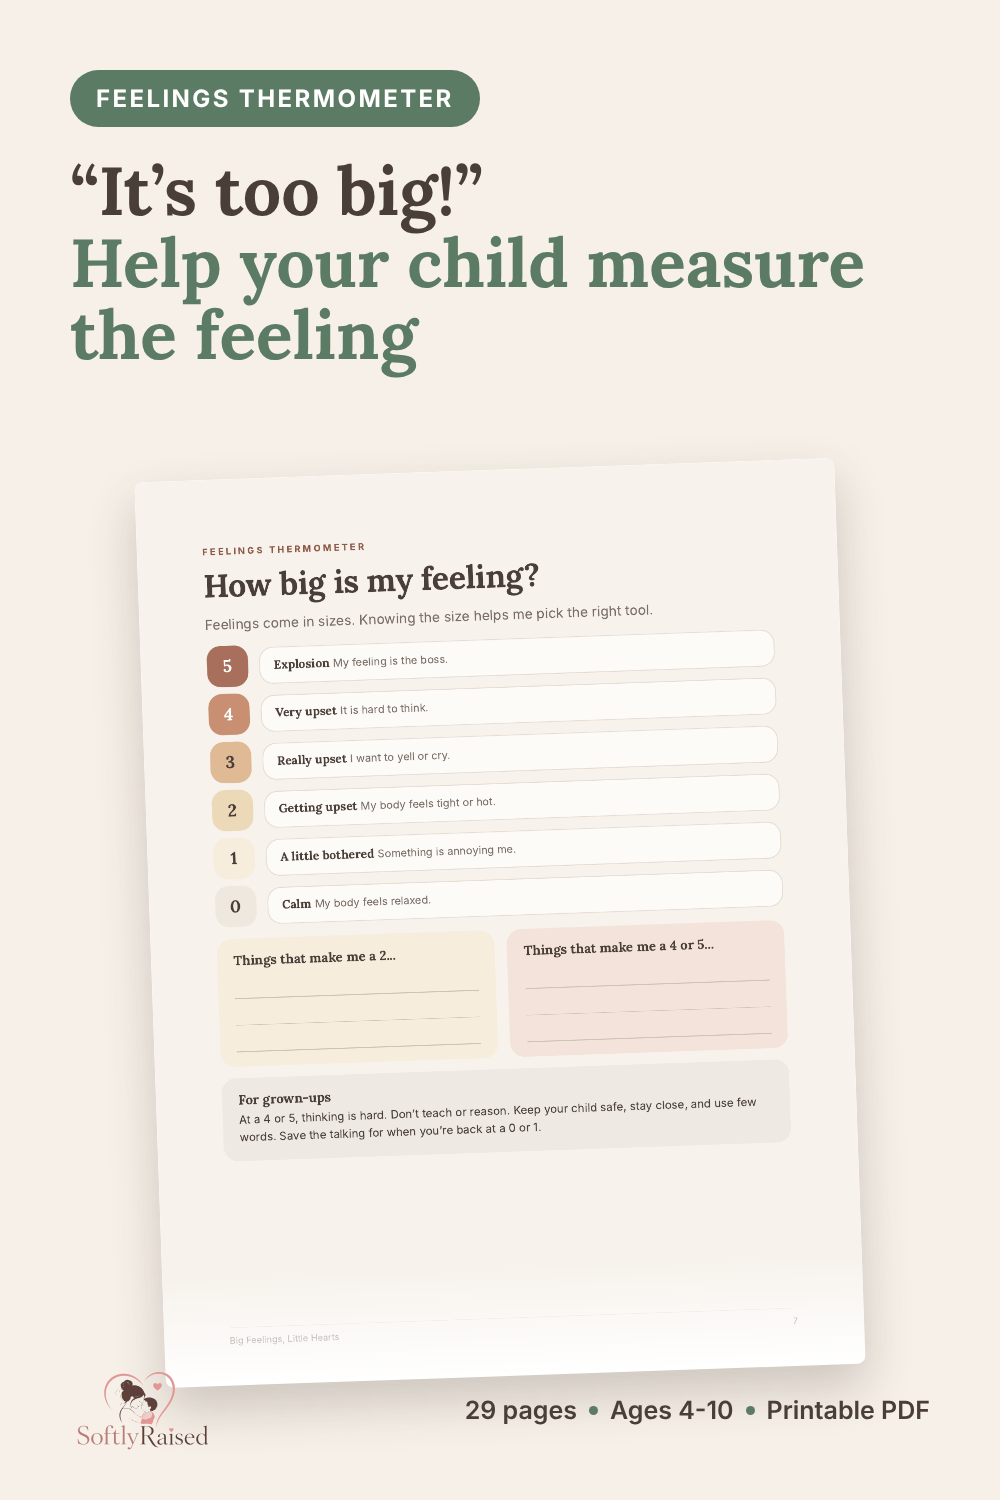 FEELINGS THERMOMETER
“It’s too big!”
Help your child measure
the feeling
FEELINGS THERMOMETER
How big is my feeling?
Feelings come in sizes. Knowing the size helps me pick the right tool.
5 Explosion My feeling is the boss.
4 Very upset It is hard to think.
3 Really upset I want to yell or cry.
2 Getting upset My body feels tight or hot.
1 A little bothered Something is annoying me.
0 Calm My body feels relaxed.
Things that make me a 2...
Things that make me a 4 or 5...
For grown-ups
At a 4 or 5, thinking is hard. Don’t teach or reason. Keep your child safe, stay close, and use few
words. Save the talking for when you’re back at a 0 or 1.
Big Feelings, Little Hearts
7
SoftlyRaised
29 pages • Ages 4-10 • Printable PDF